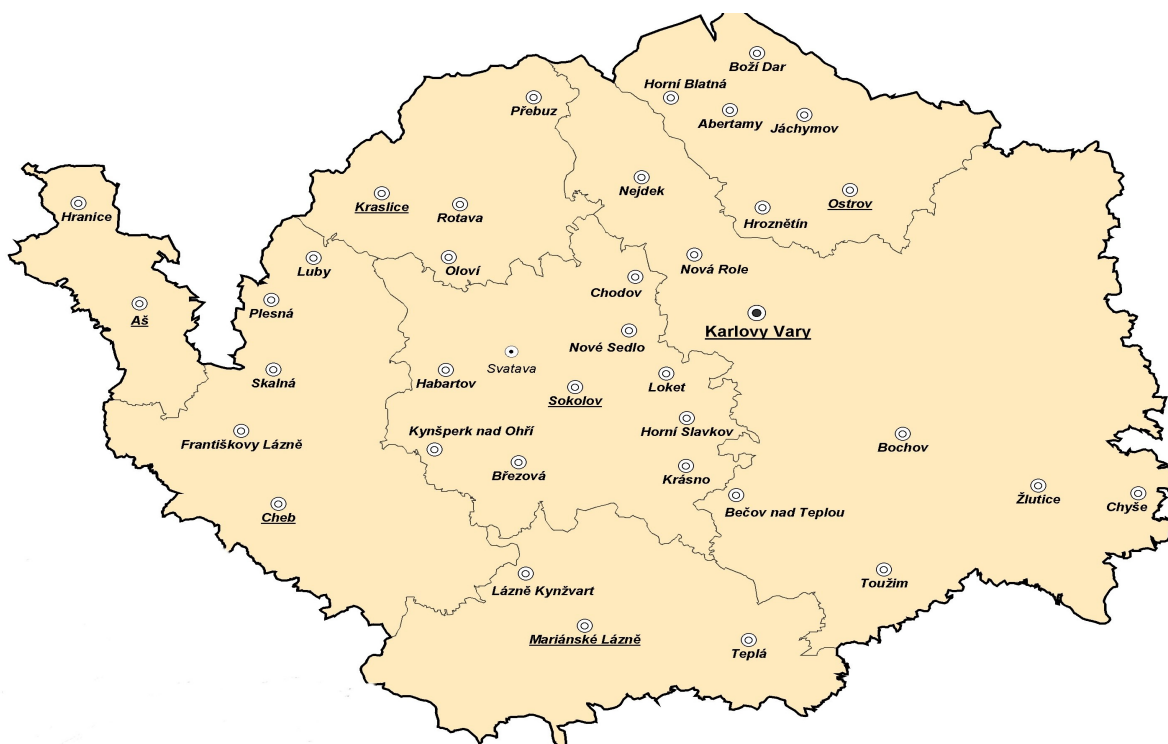 Boží Dar
Horní Blatná
Přebuz
Abertamy
Jáchymov
Nejdek
Kraslice
Ostrov
Rotava
Hranice
Hroznětín
Luby
Oloví
Nová Role
Chodov
Plesná
Aš
Karlovy Vary
Nové Sedlo
Svatava
Skalná
Habartov
Loket
Sokolov
Kynšperk nad Ohří
Horní Slavkov
Františkovy Lázně
Bochov
Březová
Krásno
Žlutice
Chyše
Cheb
Bečov nad Teplou
Toužim
Lázně Kynžvart
Mariánské Lázně
Teplá